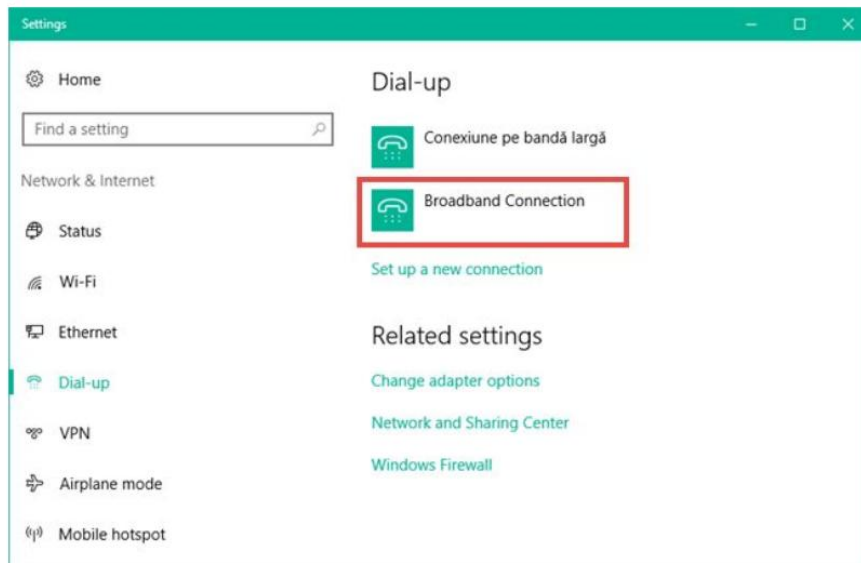 Settings
Home
Find a setting
Network & Internet
Status
Wi-Fi
Ethernet
Dial-up
VPN
Airplane mode
Mobile hotspot
Dial-up
Conexiune pe bandă largă
Broadband Connection
Set up a new connection
Related settings
Change adapter options
Network and Sharing Center
Windows Firewall